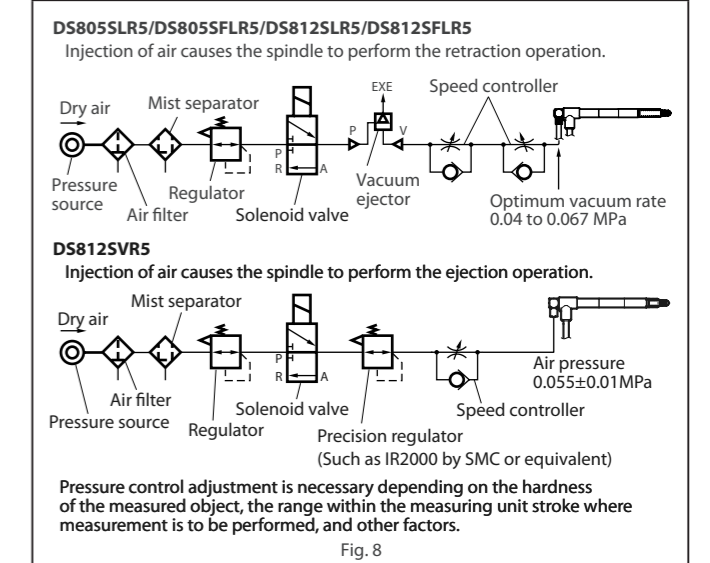 DS805SLR5/DS805SFLR5/DS812SLR5/DS812SFLR5
Injection of air causes the spindle to perform the retraction operation.
EXE
Speed controller
Dry air
Mist separator
P
V
P
R
A
Pressure
source
Air filter
Regulator
Solenoid valve
Vacuum
ejector
Optimum vacuum rate
0.04 to 0.067 MPa
DS812SVR5
Injection of air causes the spindle to perform the ejection operation.
Mist separator
Dry air
P
R
A
Air pressure
0.055±0.01MPa
Air filter
Pressure source
Regulator
Solenoid valve
Speed controller
Precision regulator
(Such as IR2000 by SMC or equivalent)
Pressure control adjustment is necessary depending on the hardness
of the measured object, the range within the measuring unit stroke where
measurement is to be performed, and other factors.
Fig. 8